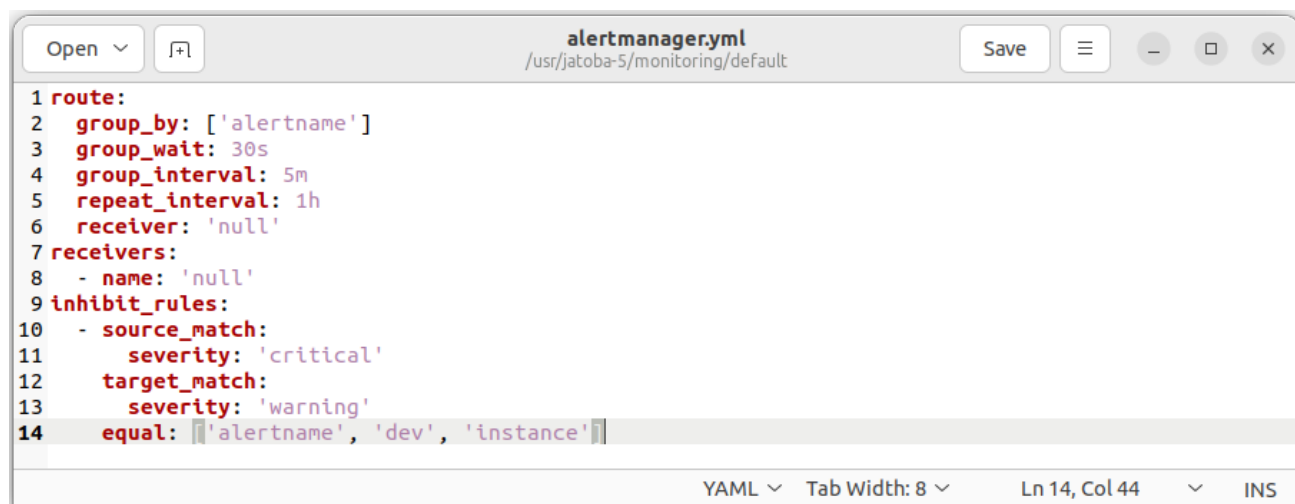 Open
alertmanager.yml
/usr/jatoba-5/monitoring/default
Save
1 route:
2   group_by: ['alertname']
3   group_wait: 30s
4   group_interval: 5m
5   repeat_interval: 1h
6   receiver: 'null'
7 receivers:
8   - name: 'null'
9 inhibit_rules:
10   - source_match:
11       severity: 'critical'
12     target_match:
13       severity: 'warning'
14     equal: ['alertname', 'dev', 'instance']
YAML Tab Width: 8 Ln 14, Col 44 INS